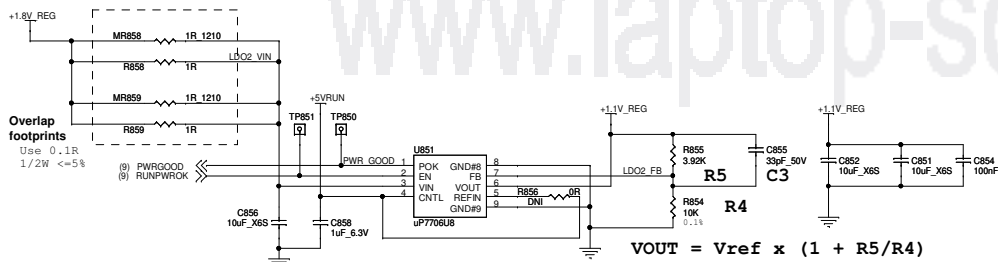 www.laptop-s
+1.8V_REG
MR858 1R_1210
R858 1R
LDO2_VIN
MR859 1R_1210
R859 1R
Overlap
footprints
Use 0.1R
1/2W <=5%
+5VRUN
TP851
TP850
(9) PWRGOOD
(9) RUNPWROK
PWR_GOOD
U851
1 POK GND#8 8
2 EN FB 7
3 VIN VOUT 6
4 CNTL REFIN 5
GND#9 9
uP7706U8
R856 0R
DNI
C856
10uF_X6S
C858
1uF_6.3V
+1.1V_REG
R855
3.92K
R5
C855
33pF_50V
C3
LDO2_FB
R854
10K
0.1%
R4
+1.1V_REG
C852
10uF_X6S
C851
10uF_X6S
C854
100nF
VOUT = Vref x (1 + R5/R4)